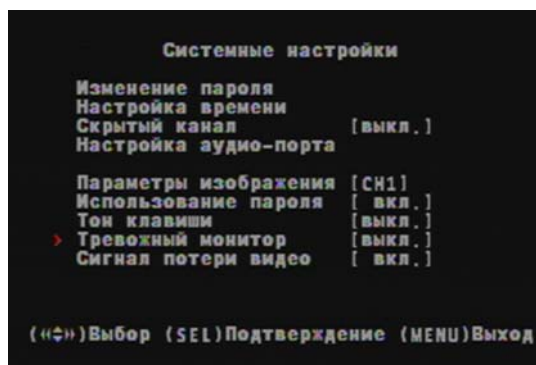 Системные настройки
Изменение пароля
Настройка времени
Скрытый канал [выкл.]
Настройка аудио-порта
Параметры изображения [CH1]
Использование пароля [ вкл.]
Тон клавиши [выкл.]
Тревожный монитор [выкл.]
Сигнал потери видео [ вкл.]
(◄◄▲▼►►)Выбор (SEL)Подтверждение (MENU)Выход